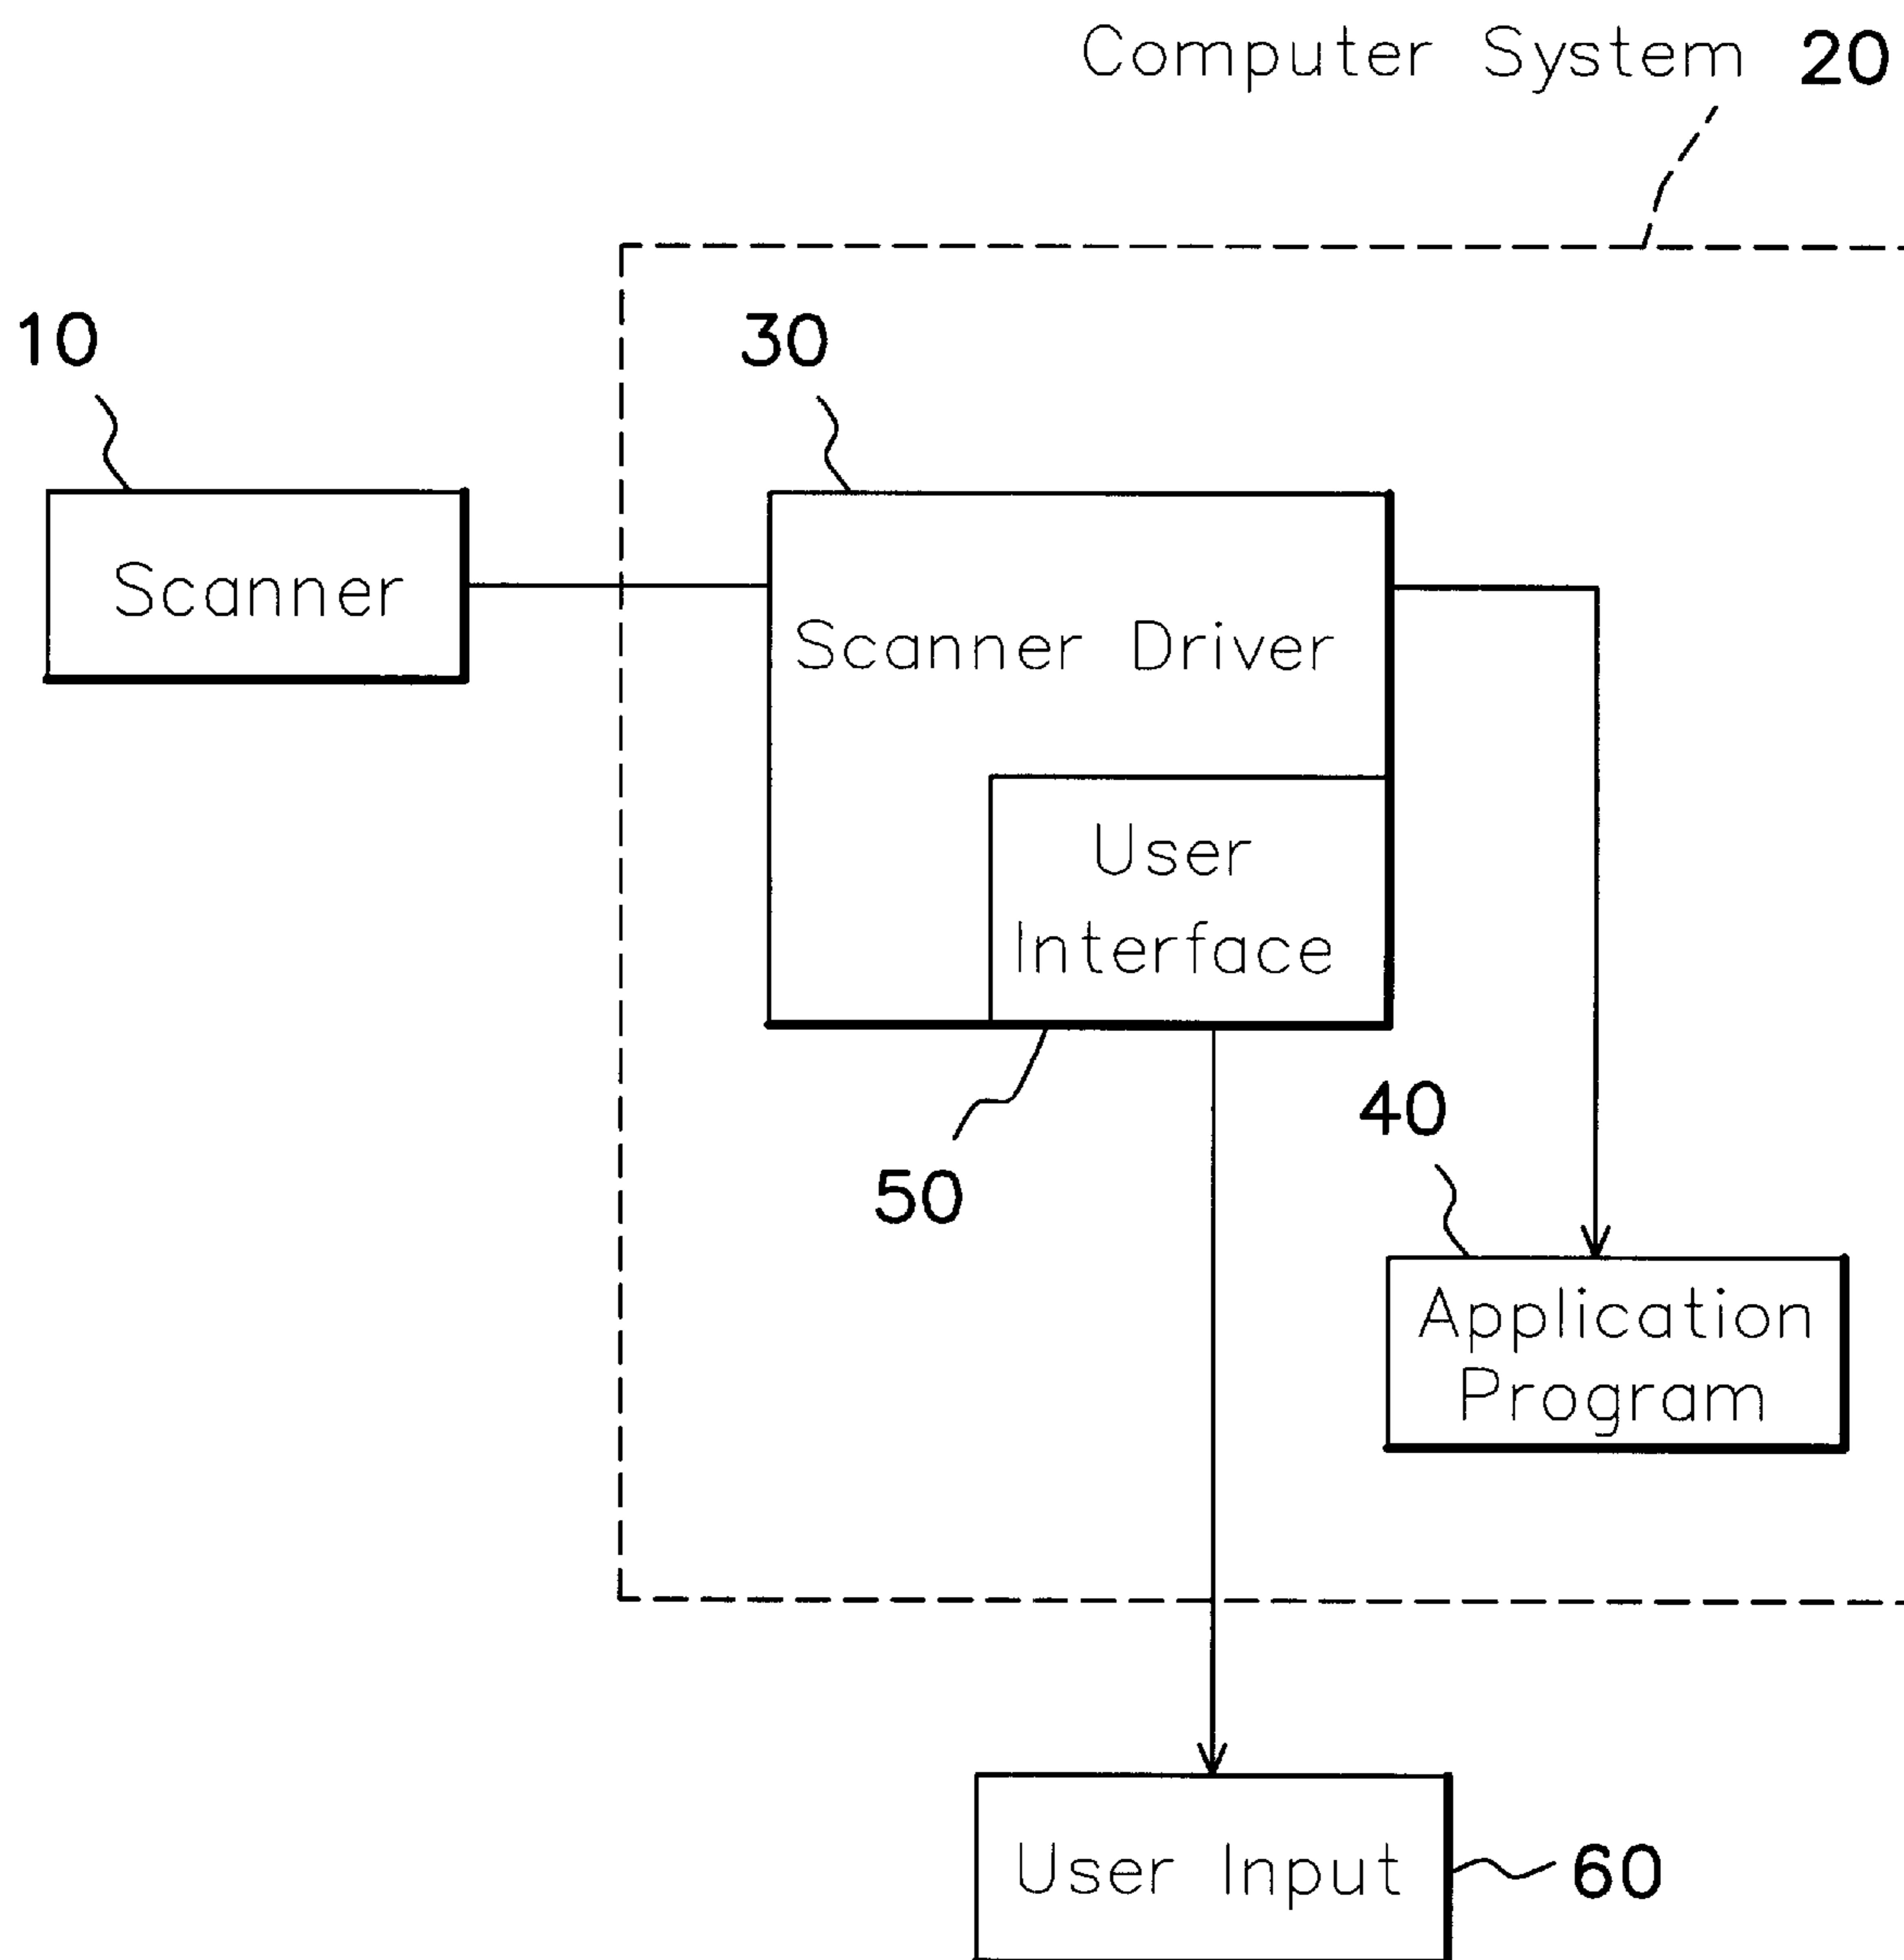 Computer System 20
10
30
Scanner
Scanner Driver
User
Interface
40
50
Application
Program
User Input
60